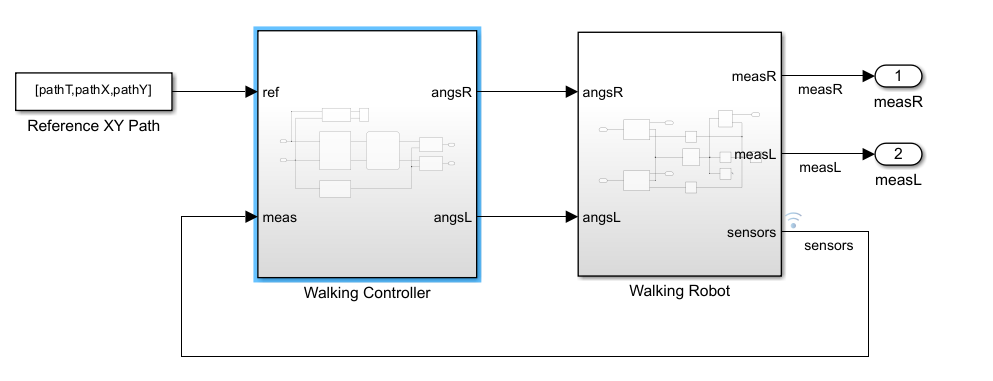 [pathT,pathX,pathY]
Reference XY Path
ref
meas
angsR
angsL
Walking Controller
angsR
angsL
measR
measL
sensors
Walking Robot
measR
measL
sensors
1
measR
2
measL